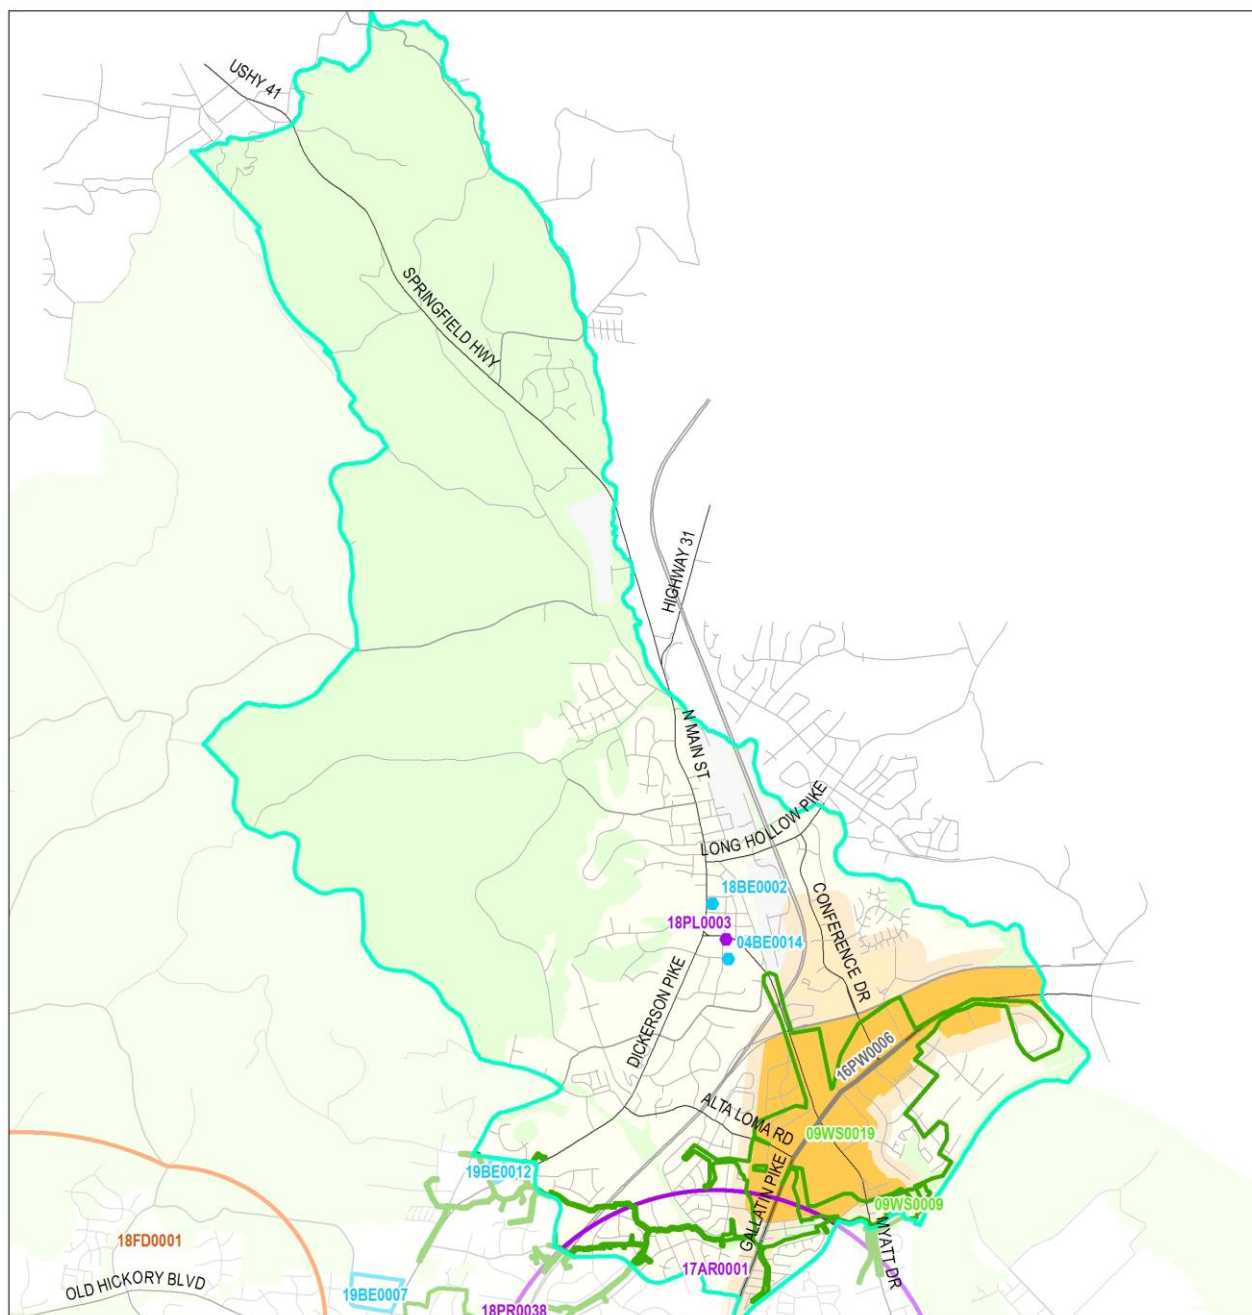 USHY 41
SPRINGFIELD HWY
HIGHWAY 31
N MAIN ST
LONG HOLLOW PIKE
18BE0002
CONFERENCE DR
18PL0003
04BE0014
DICKERSON PIKE
16PW0006
ALTA LOMA RD
09WS0019
19BE0012
GALLATIN PIKE
09WS0009
18FD0001
MYATT DR
17AR0001
OLD HICKORY BLVD
19BE0007
18PR0038